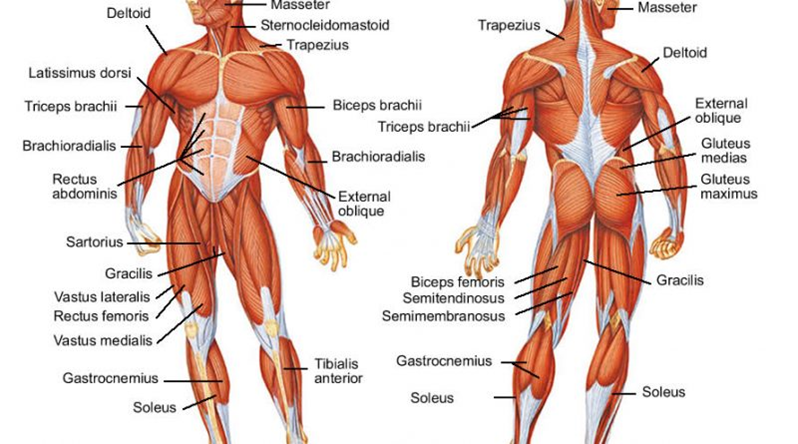 Masseter
Deltoid
Sternocleidomastoid
Trapezius
Latissimus dorsi
Triceps brachii
Biceps brachii
Brachioradialis
Brachioradialis
Rectus
abdominis
External
oblique
Sartorius
Gracilis
Vastus lateralis
Rectus femoris
Vastus medialis
Tibialis
anterior
Gastrocnemius
Soleus
Masseter
Trapezius
Deltoid
External
oblique
Triceps brachii
Gluteus
medias
Gluteus
maximus
Biceps femoris
Semitendinosus
Semimembranosus
Gracilis
Gastrocnemius
Soleus
Soleus